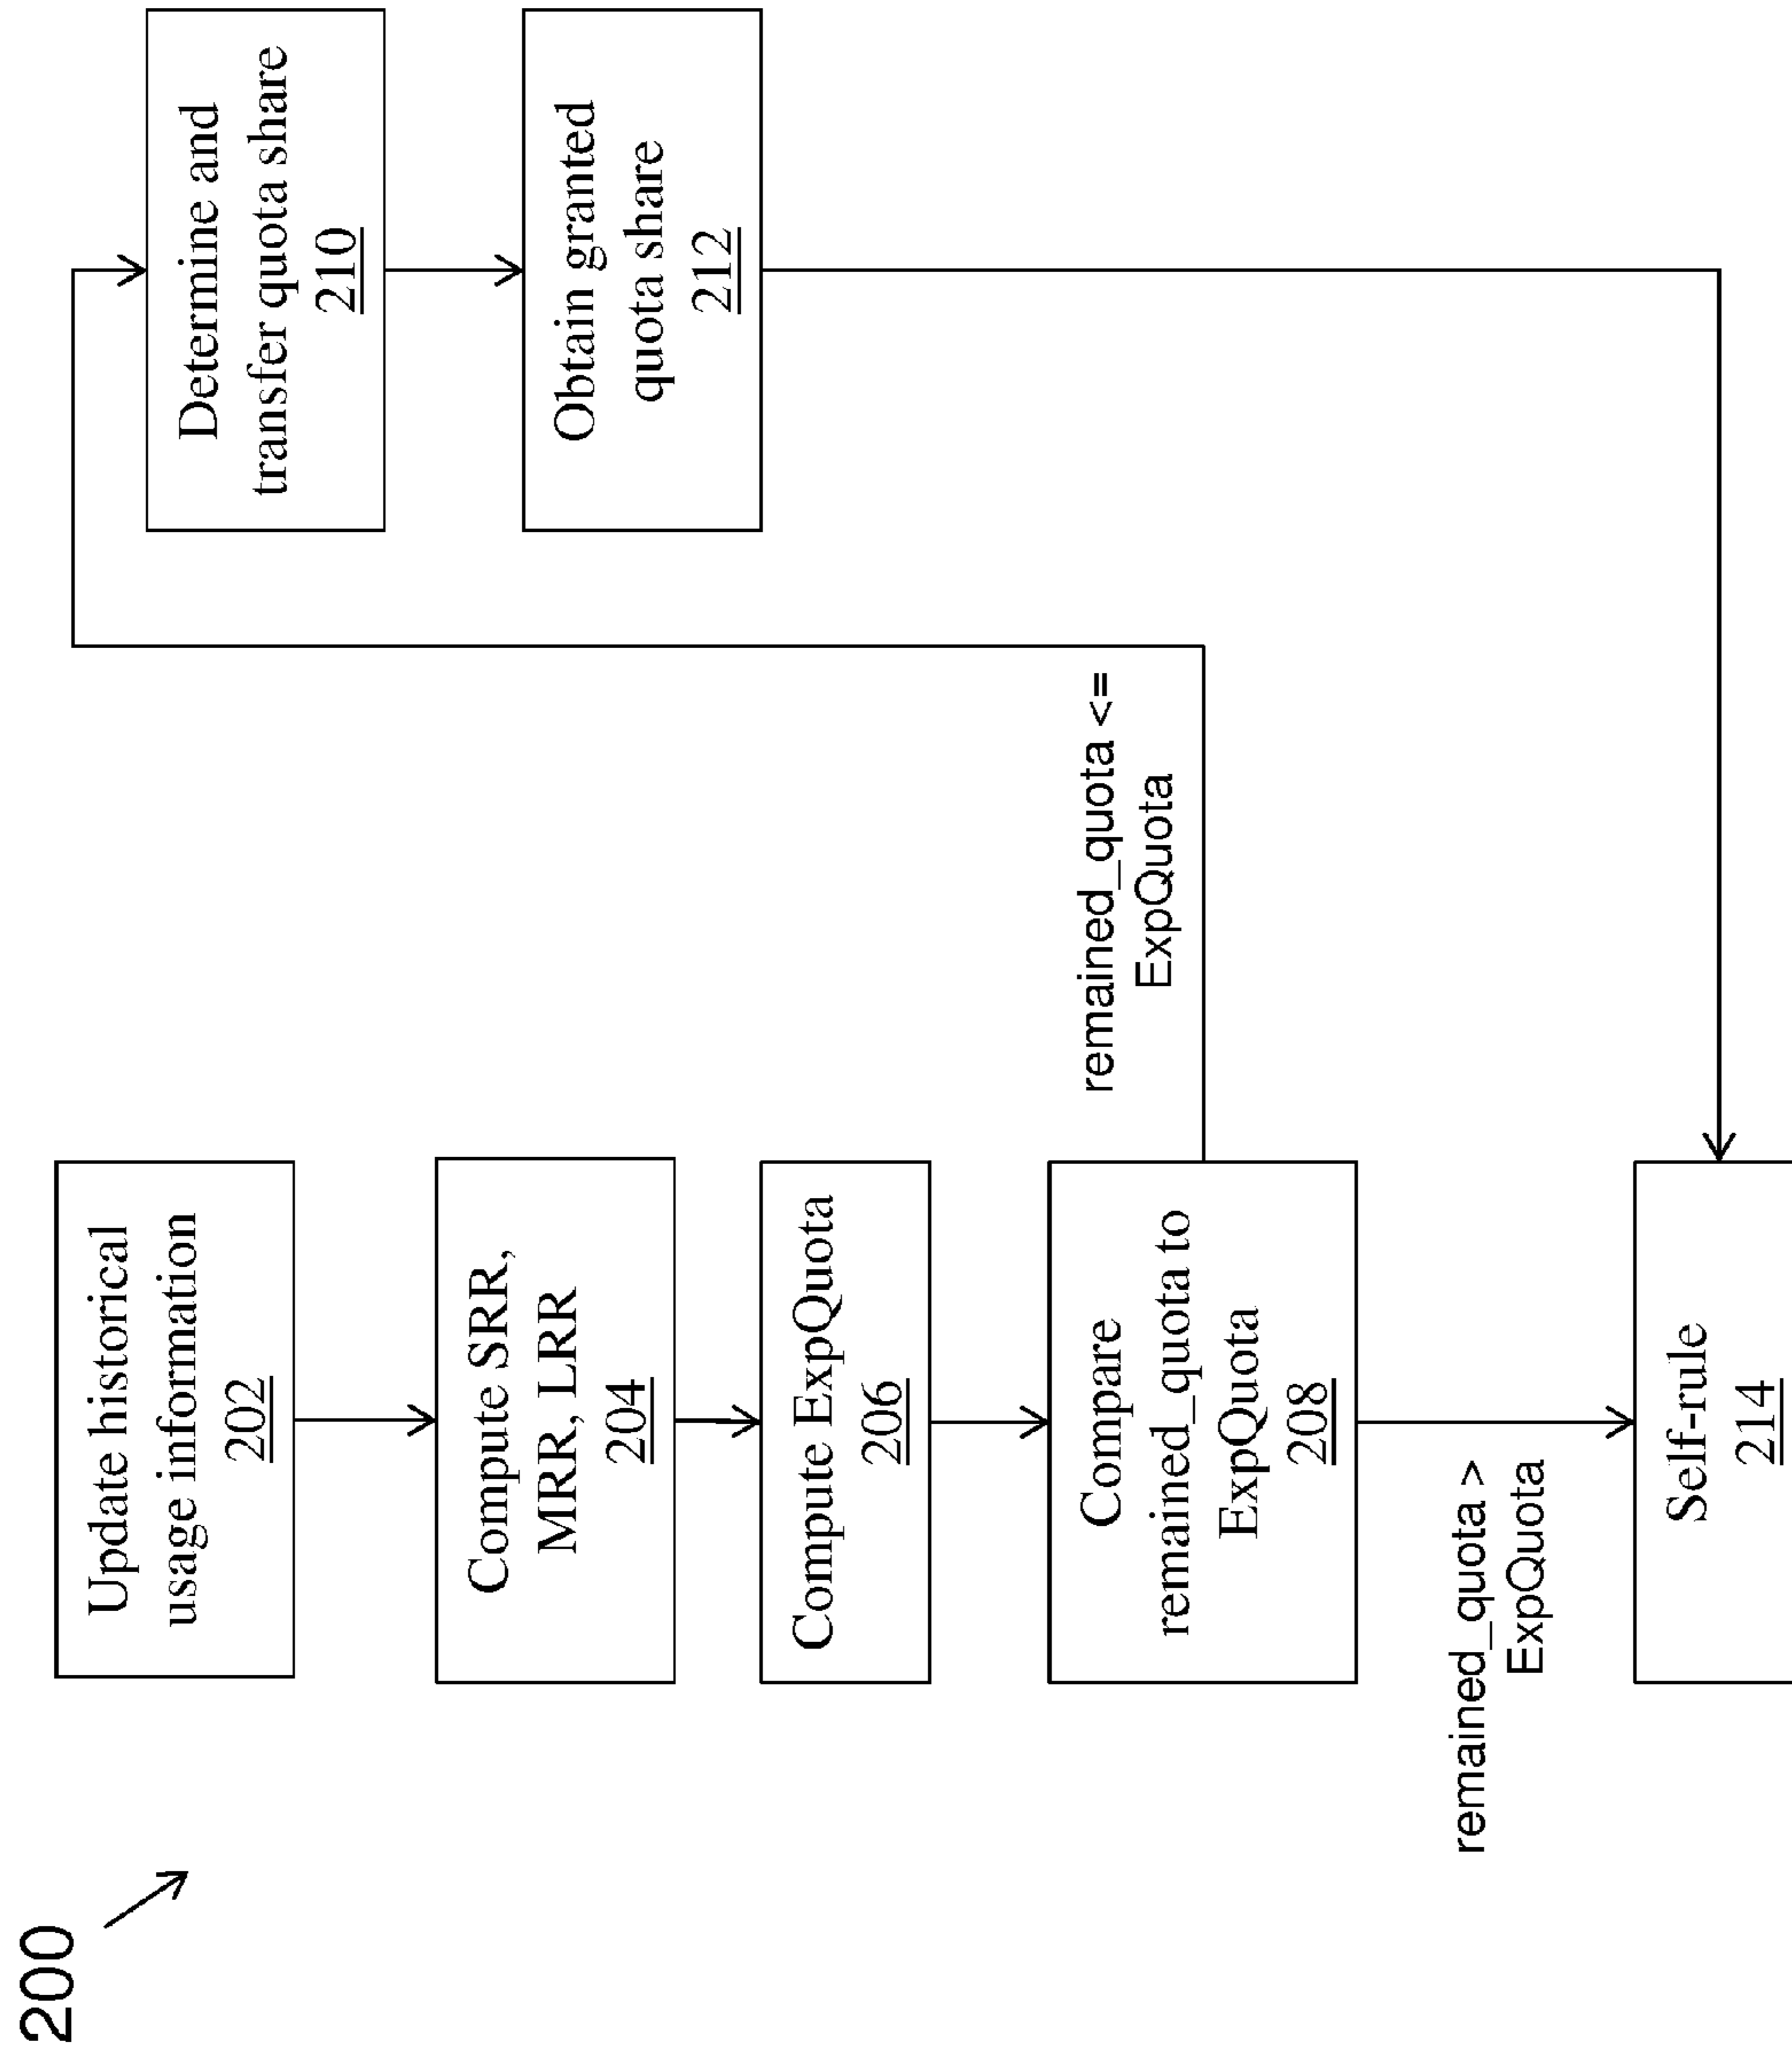 200
Update historical
usage information
202
Compute SRR,
MRR, LRR
204
Compute ExpQuota
206
Compare
remained_quota to
ExpQuota
208
remained_quota >
ExpQuota
Self-rule
214
remained_quota <=
ExpQuota
Determine and
transfer quota share
210
Obtain granted
quota share
212